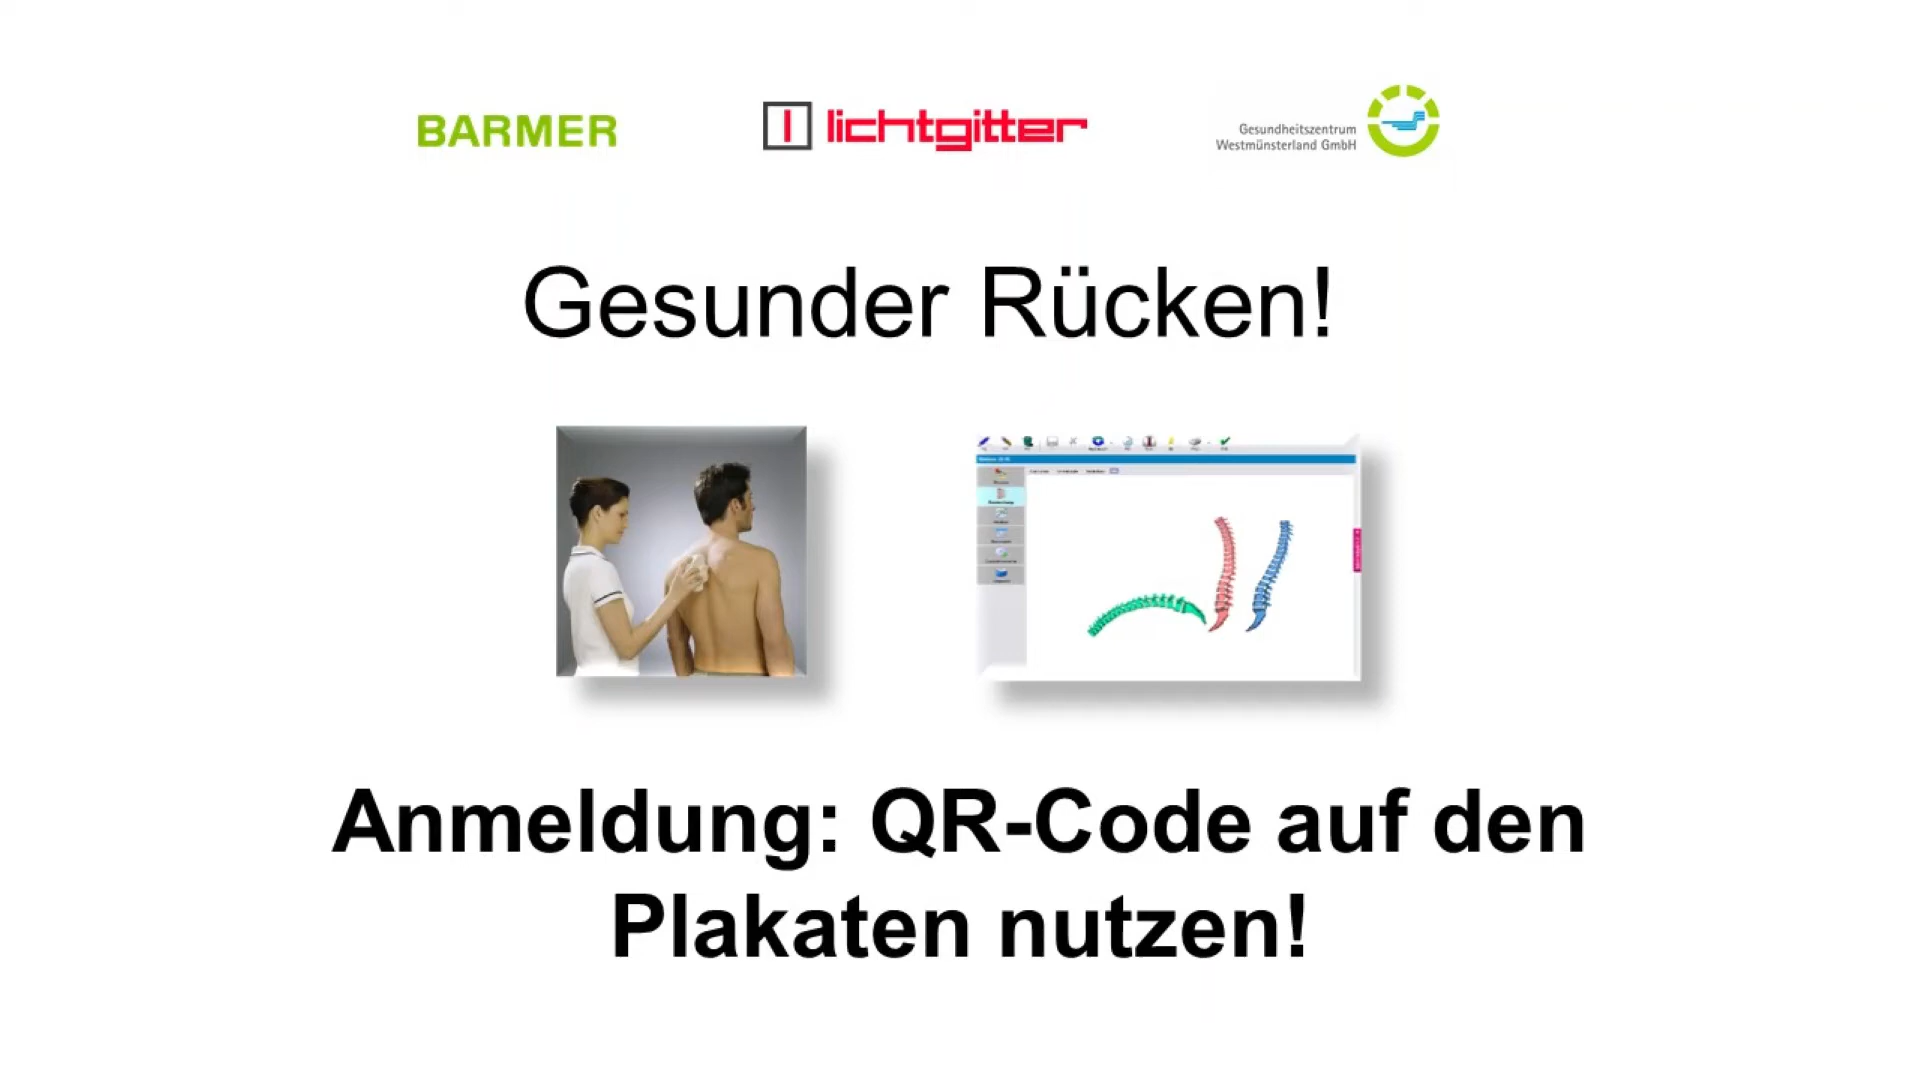 BARMER
lichtgitter
Gesundheitszentrum
Westmünsterland GmbH
Gesunder Rücken!
Anmeldung: QR-Code auf den
Plakaten nutzen!